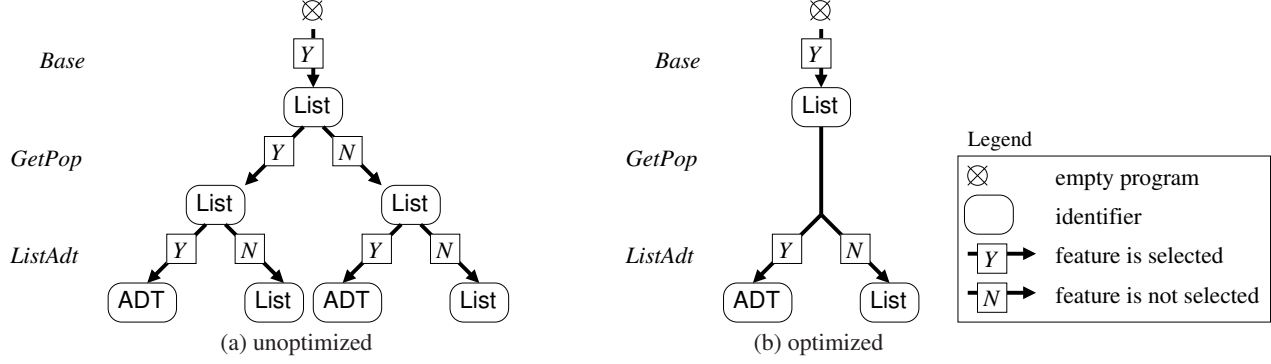 Base Y Base Y
List List
GetPop Y N GetPop
Legend
empty program
List List
identifier
ListAdt Y N Y N ListAdt Y N
Y feature is selected
ADT List ADT List ADT List
N feature is not selected
(a) unoptimized (b) optimized